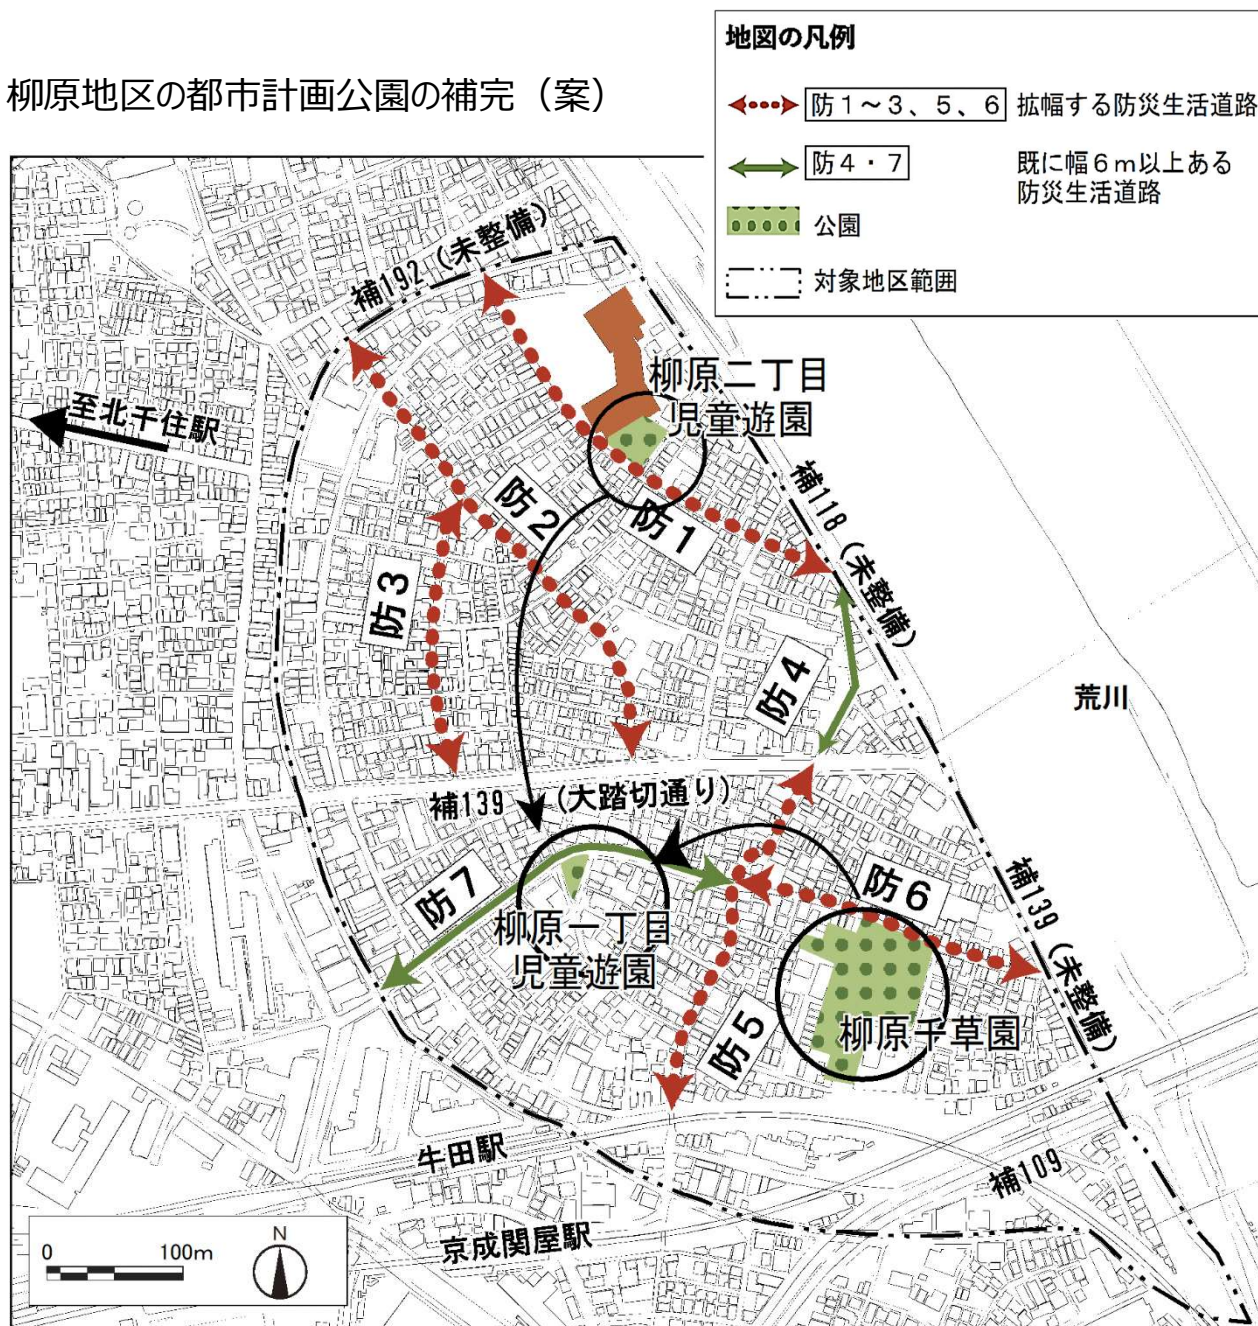 柳原地区の都市計画公園の補完（案）
地図の凡例
防１～３、５、６ 拡幅する防災生活道路
防４・７ 既に幅６ｍ以上ある
防災生活道路
公園
対象地区範囲
補192（未整備）
至北千住駅
柳原二丁目
児童遊園
補118（未整備）
防２
防１
防３
防４
荒川
補139 （大踏切通り）
防７
防６
柳原一丁目
児童遊園
補139（未整備）
防５
柳原千草園
牛田駅
補109
京成関屋駅
0 100m
N